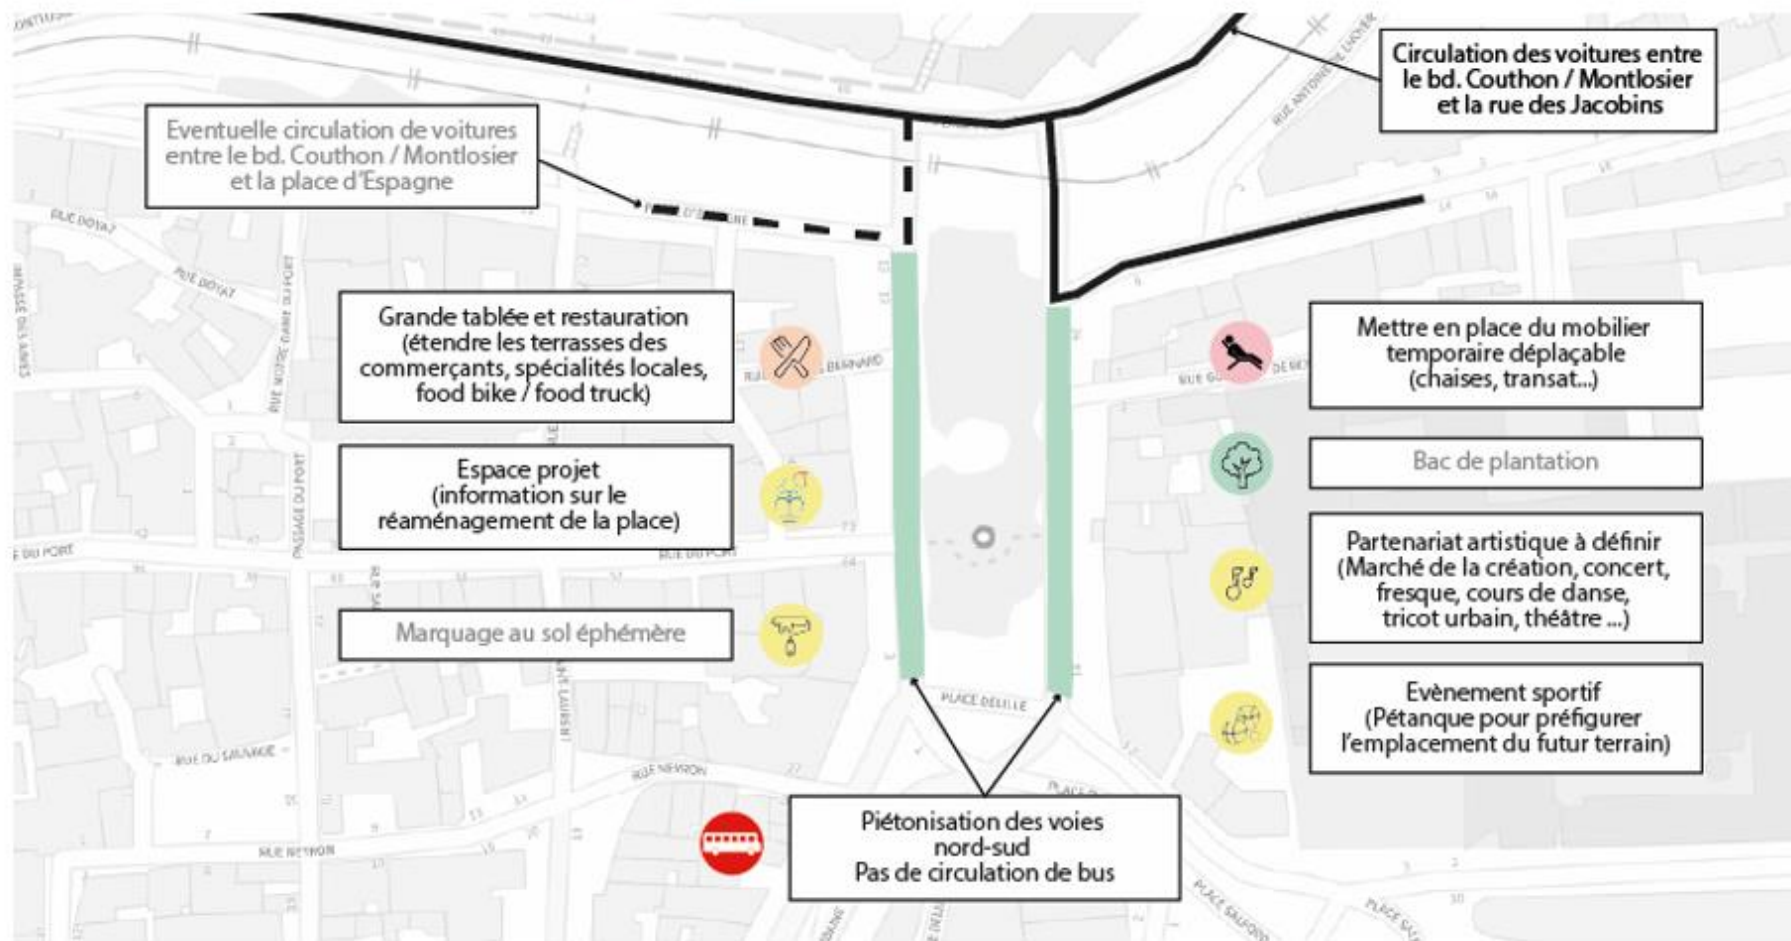 Circulation des voitures entre
le bd. Couthon / Montlosier
et la rue des Jacobins
Eventuelle circulation de voitures
entre le bd. Couthon / Montlosier
et la place d'Espagne
Grande tablée et restauration
(étendre les terrasses des
commerçants, spécialités locales,
food bike / food truck)
Espace projet
(information sur le
réaménagement de la place)
Marquage au sol éphémère
Mettre en place du mobilier
temporaire déplaçable
(chaises, transat...)
Bac de plantation
Partenariat artistique à définir
(Marché de la création, concert,
fresque, cours de danse,
tricot urbain, théâtre ...)
Evènement sportif
(Pétanque pour préfigurer
l'emplacement du futur terrain)
Piétonisation des voies
nord-sud
Pas de circulation de bus
RUE DOYAT
RUE DOYAT
PASSAGE DU PORT
RUE DU PORT
PLACE DELILLE
RUE DU SAUVAGE
RUE NEYRON
RUE NEYRON